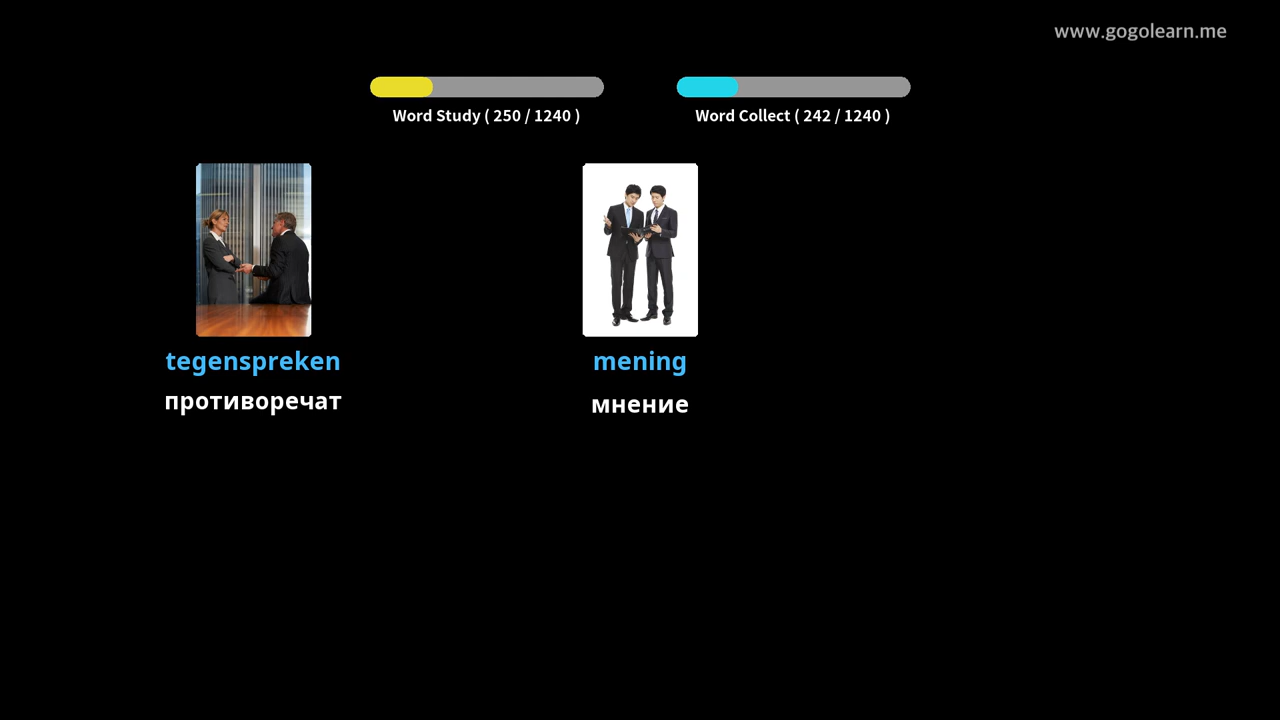 www.gogolearn.me
Word Study ( 250 / 1240 )
Word Collect ( 242 / 1240 )
tegenspreken
mening
противоречат
мнение